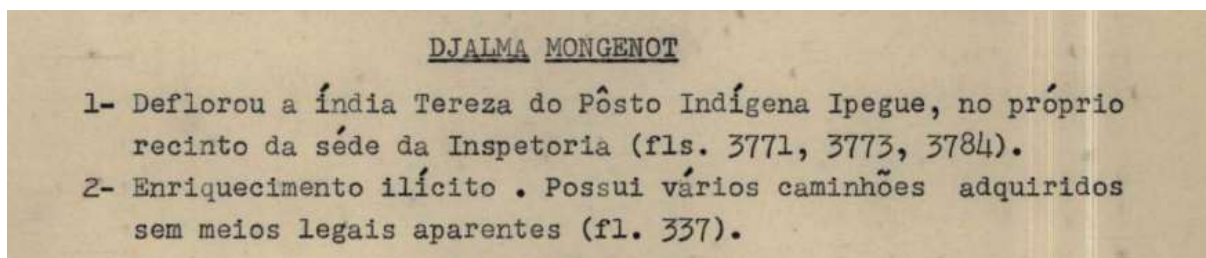 DJALMA MONGENOT
1- Deflorou a índia Tereza do Pôsto Indígena Ipegue, no próprio
recinto da séde da Inspetoria (fls. 3771, 3773, 3784).
2- Enriquecimento ilícito . Possui vários caminhões adquiridos
sem meios legais aparentes (fl. 337).